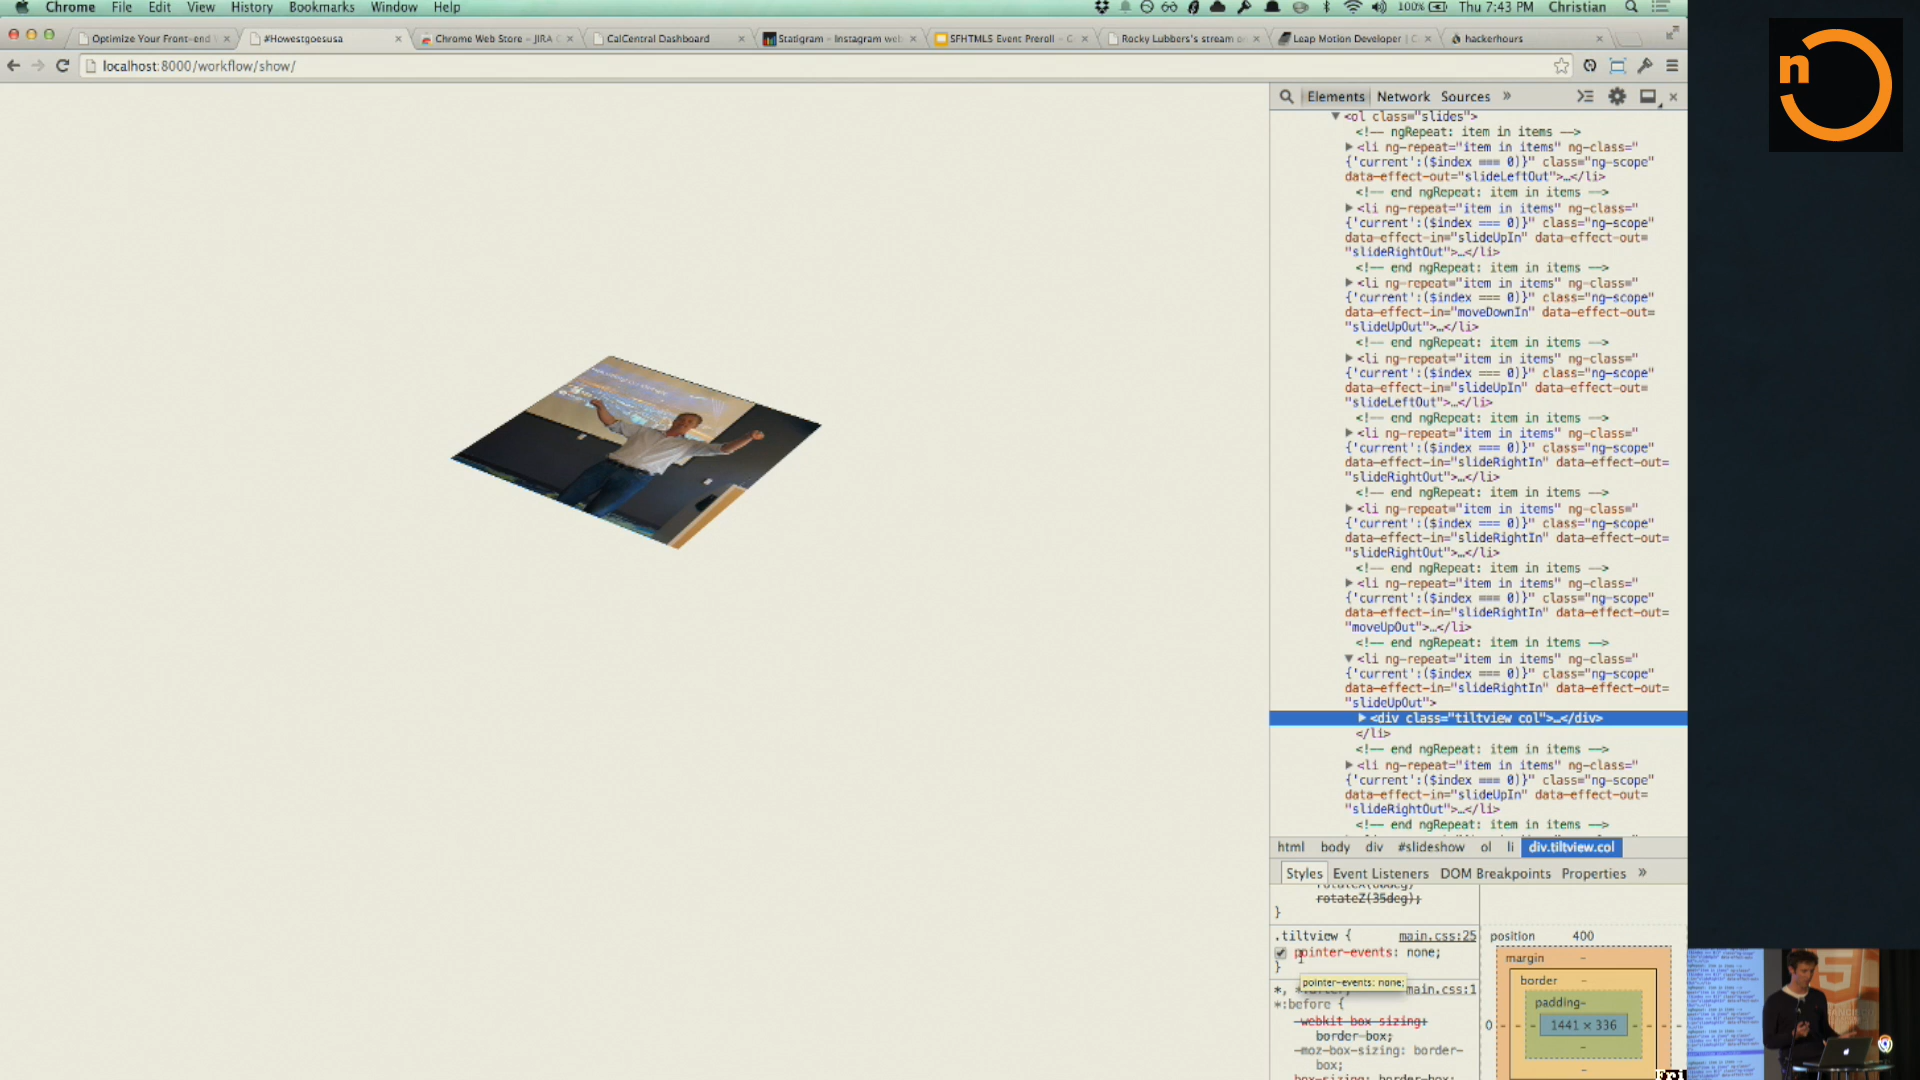 Chrome File Edit View History Bookmarks Window Help 100% Thu 7:43 PM Christian
Optimize Your Front-end #Howestgoesusa Chrome Web Store - JIRA CalCentral Dashboard Statigram - Instagram web SFHTML5 Event Preroll - Rocky Lubbers's stream on Leap Motion Developer | hackerhours
localhost:8000/workflow/show/
n
Elements Network Sources »
<ol class="slides">
<!-- ngRepeat: item in items -->
<li ng-repeat="item in items" ng-class="
{'current':($index === 0)}" class="ng-scope"
data-effect-out="slideLeftOut">…</li>
<!-- end ngRepeat: item in items -->
<li ng-repeat="item in items" ng-class="
{'current':($index === 0)}" class="ng-scope"
data-effect-in="slideUpIn" data-effect-out=
"slideRightOut">…</li>
<!-- end ngRepeat: item in items -->
<li ng-repeat="item in items" ng-class="
{'current':($index === 0)}" class="ng-scope"
data-effect-in="moveDownIn" data-effect-out=
"slideUpOut">…</li>
<!-- end ngRepeat: item in items -->
<li ng-repeat="item in items" ng-class="
{'current':($index === 0)}" class="ng-scope"
data-effect-in="slideUpIn" data-effect-out=
"slideLeftOut">…</li>
<!-- end ngRepeat: item in items -->
<li ng-repeat="item in items" ng-class="
{'current':($index === 0)}" class="ng-scope"
data-effect-in="slideRightIn" data-effect-out=
"slideRightOut">…</li>
<!-- end ngRepeat: item in items -->
<li ng-repeat="item in items" ng-class="
{'current':($index === 0)}" class="ng-scope"
data-effect-in="slideRightIn" data-effect-out=
"slideRightOut">…</li>
<!-- end ngRepeat: item in items -->
<li ng-repeat="item in items" ng-class="
{'current':($index === 0)}" class="ng-scope"
data-effect-in="slideRightIn" data-effect-out=
"moveUpOut">…</li>
<!-- end ngRepeat: item in items -->
<li ng-repeat="item in items" ng-class="
{'current':($index === 0)}" class="ng-scope"
data-effect-in="slideRightIn" data-effect-out=
"slideUpOut">
<div class="tiltview col">…</div>
</li>
<!-- end ngRepeat: item in items -->
<li ng-repeat="item in items" ng-class="
{'current':($index === 0)}" class="ng-scope"
data-effect-in="slideUpIn" data-effect-out=
"slideRightOut">…</li>
<!-- end ngRepeat: item in items -->
html body div #slideshow ol li div.tiltview.col
Styles Event Listeners DOM Breakpoints Properties »
rotateX(60deg)
rotateZ(35deg);
}
.tiltview { main.css:25
pointer-events: none;
}
pointer-events: none;
*, *:after, main.css:1
*:before {
-webkit-box-sizing:
border-box;
-moz-box-sizing: border-
box;
box-sizing: border-box;
position 400
margin -
border -
padding-
0 - - - 1441 × 336 - - - -
-
-